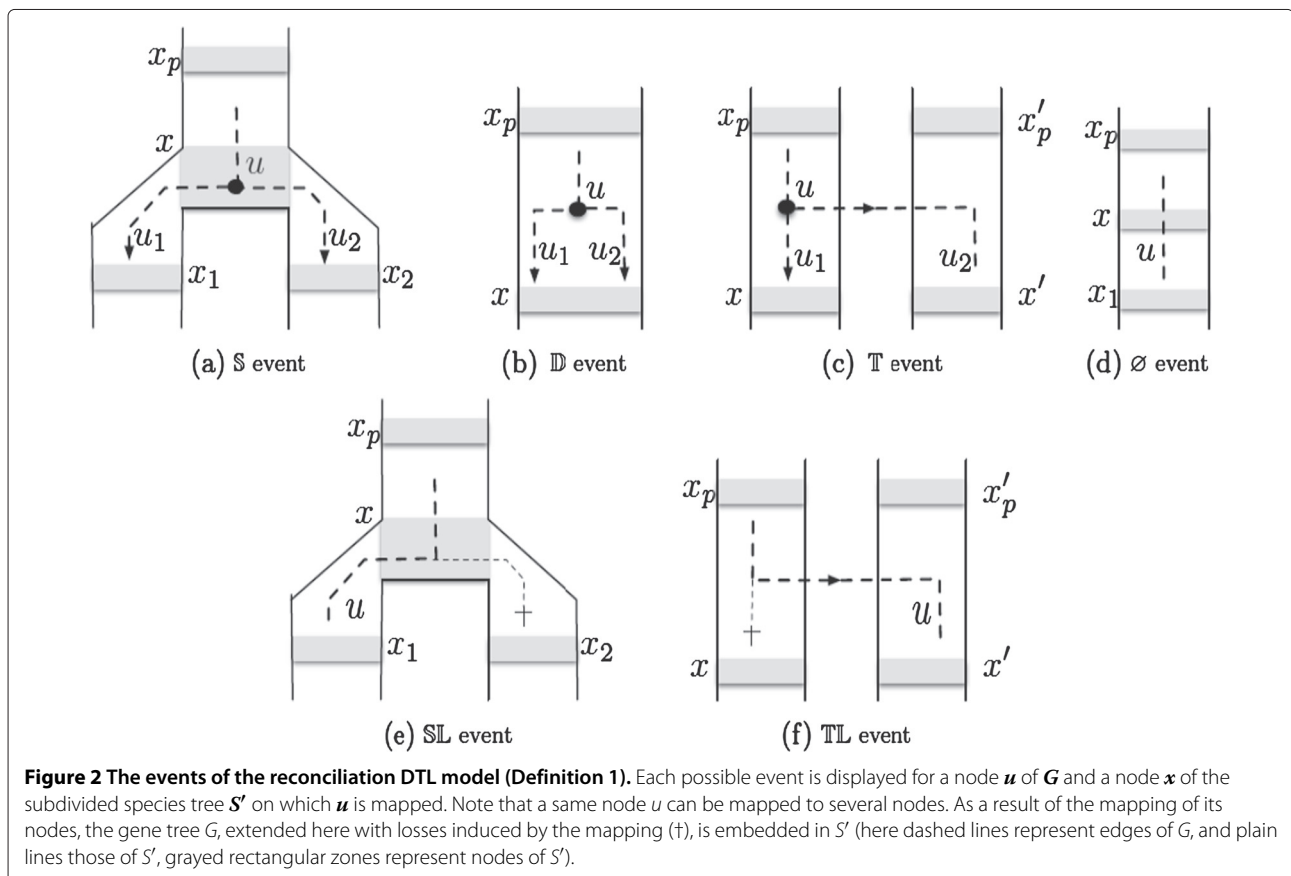 x_p
x
u
u_1
u_2
x_1
x_2
(a) 𝕊 event
x_p
u
u_1
u_2
x
(b) 𝔻 event
x_p
x'_p
u
u_1
u_2
x
x'
(c) 𝕋 event
x_p
x
u
x_1
(d) ∅ event
x_p
x
u
†
x_1
x_2
(e) 𝕊𝕃 event
x_p
x'_p
u
†
x
x'
(f) 𝕋𝕃 event
Figure 2 The events of the reconciliation DTL model (Definition 1). Each possible event is displayed for a node u of G and a node x of the
subdivided species tree S′ on which u is mapped. Note that a same node u can be mapped to several nodes. As a result of the mapping of its
nodes, the gene tree G, extended here with losses induced by the mapping (†), is embedded in S′ (here dashed lines represent edges of G, and plain
lines those of S′, grayed rectangular zones represent nodes of S′).